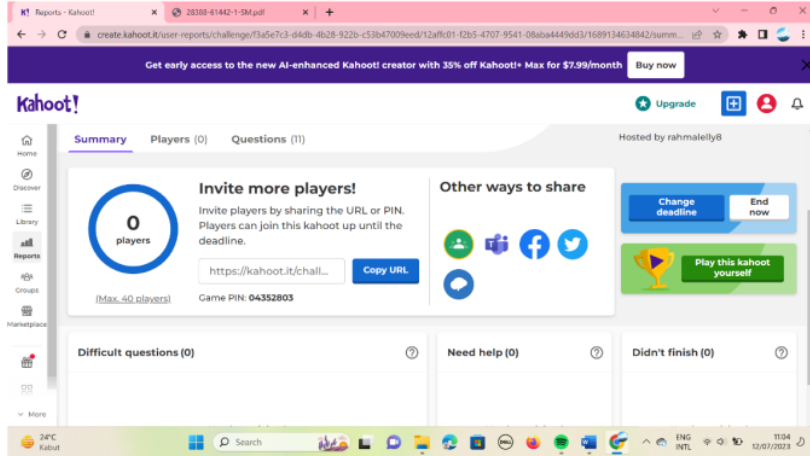 Reports - Kahoot!
28388-61442-1-SM.pdf
create.kahoot.it/user-reports/challenge/f3a5e7c3-d4db-4b28-922b-c53b47009eed/12affc01-f2b5-4707-9541-08aba4449dd3/1689134634842/summ...
Get early access to the new AI-enhanced Kahoot! creator with 35% off Kahoot!+ Max for $7.99/month
Buy now
Kahoot!
Upgrade
Home
Discover
Library
Reports
Groups
Marketplace
More
Summary
Players (0)
Questions (11)
Hosted by rahmalelly8
0
players
(Max. 40 players)
Invite more players!
Invite players by sharing the URL or PIN.
Players can join this kahoot up until the
deadline.
https://kahoot.it/chall...
Copy URL
Game PIN: 04352803
Other ways to share
Change
deadline
End
now
Play this kahoot
yourself
Difficult questions (0)
Need help (0)
Didn't finish (0)
24°C
Kabut
Search
DELL
ENG
INTL
11:04
12/07/2023